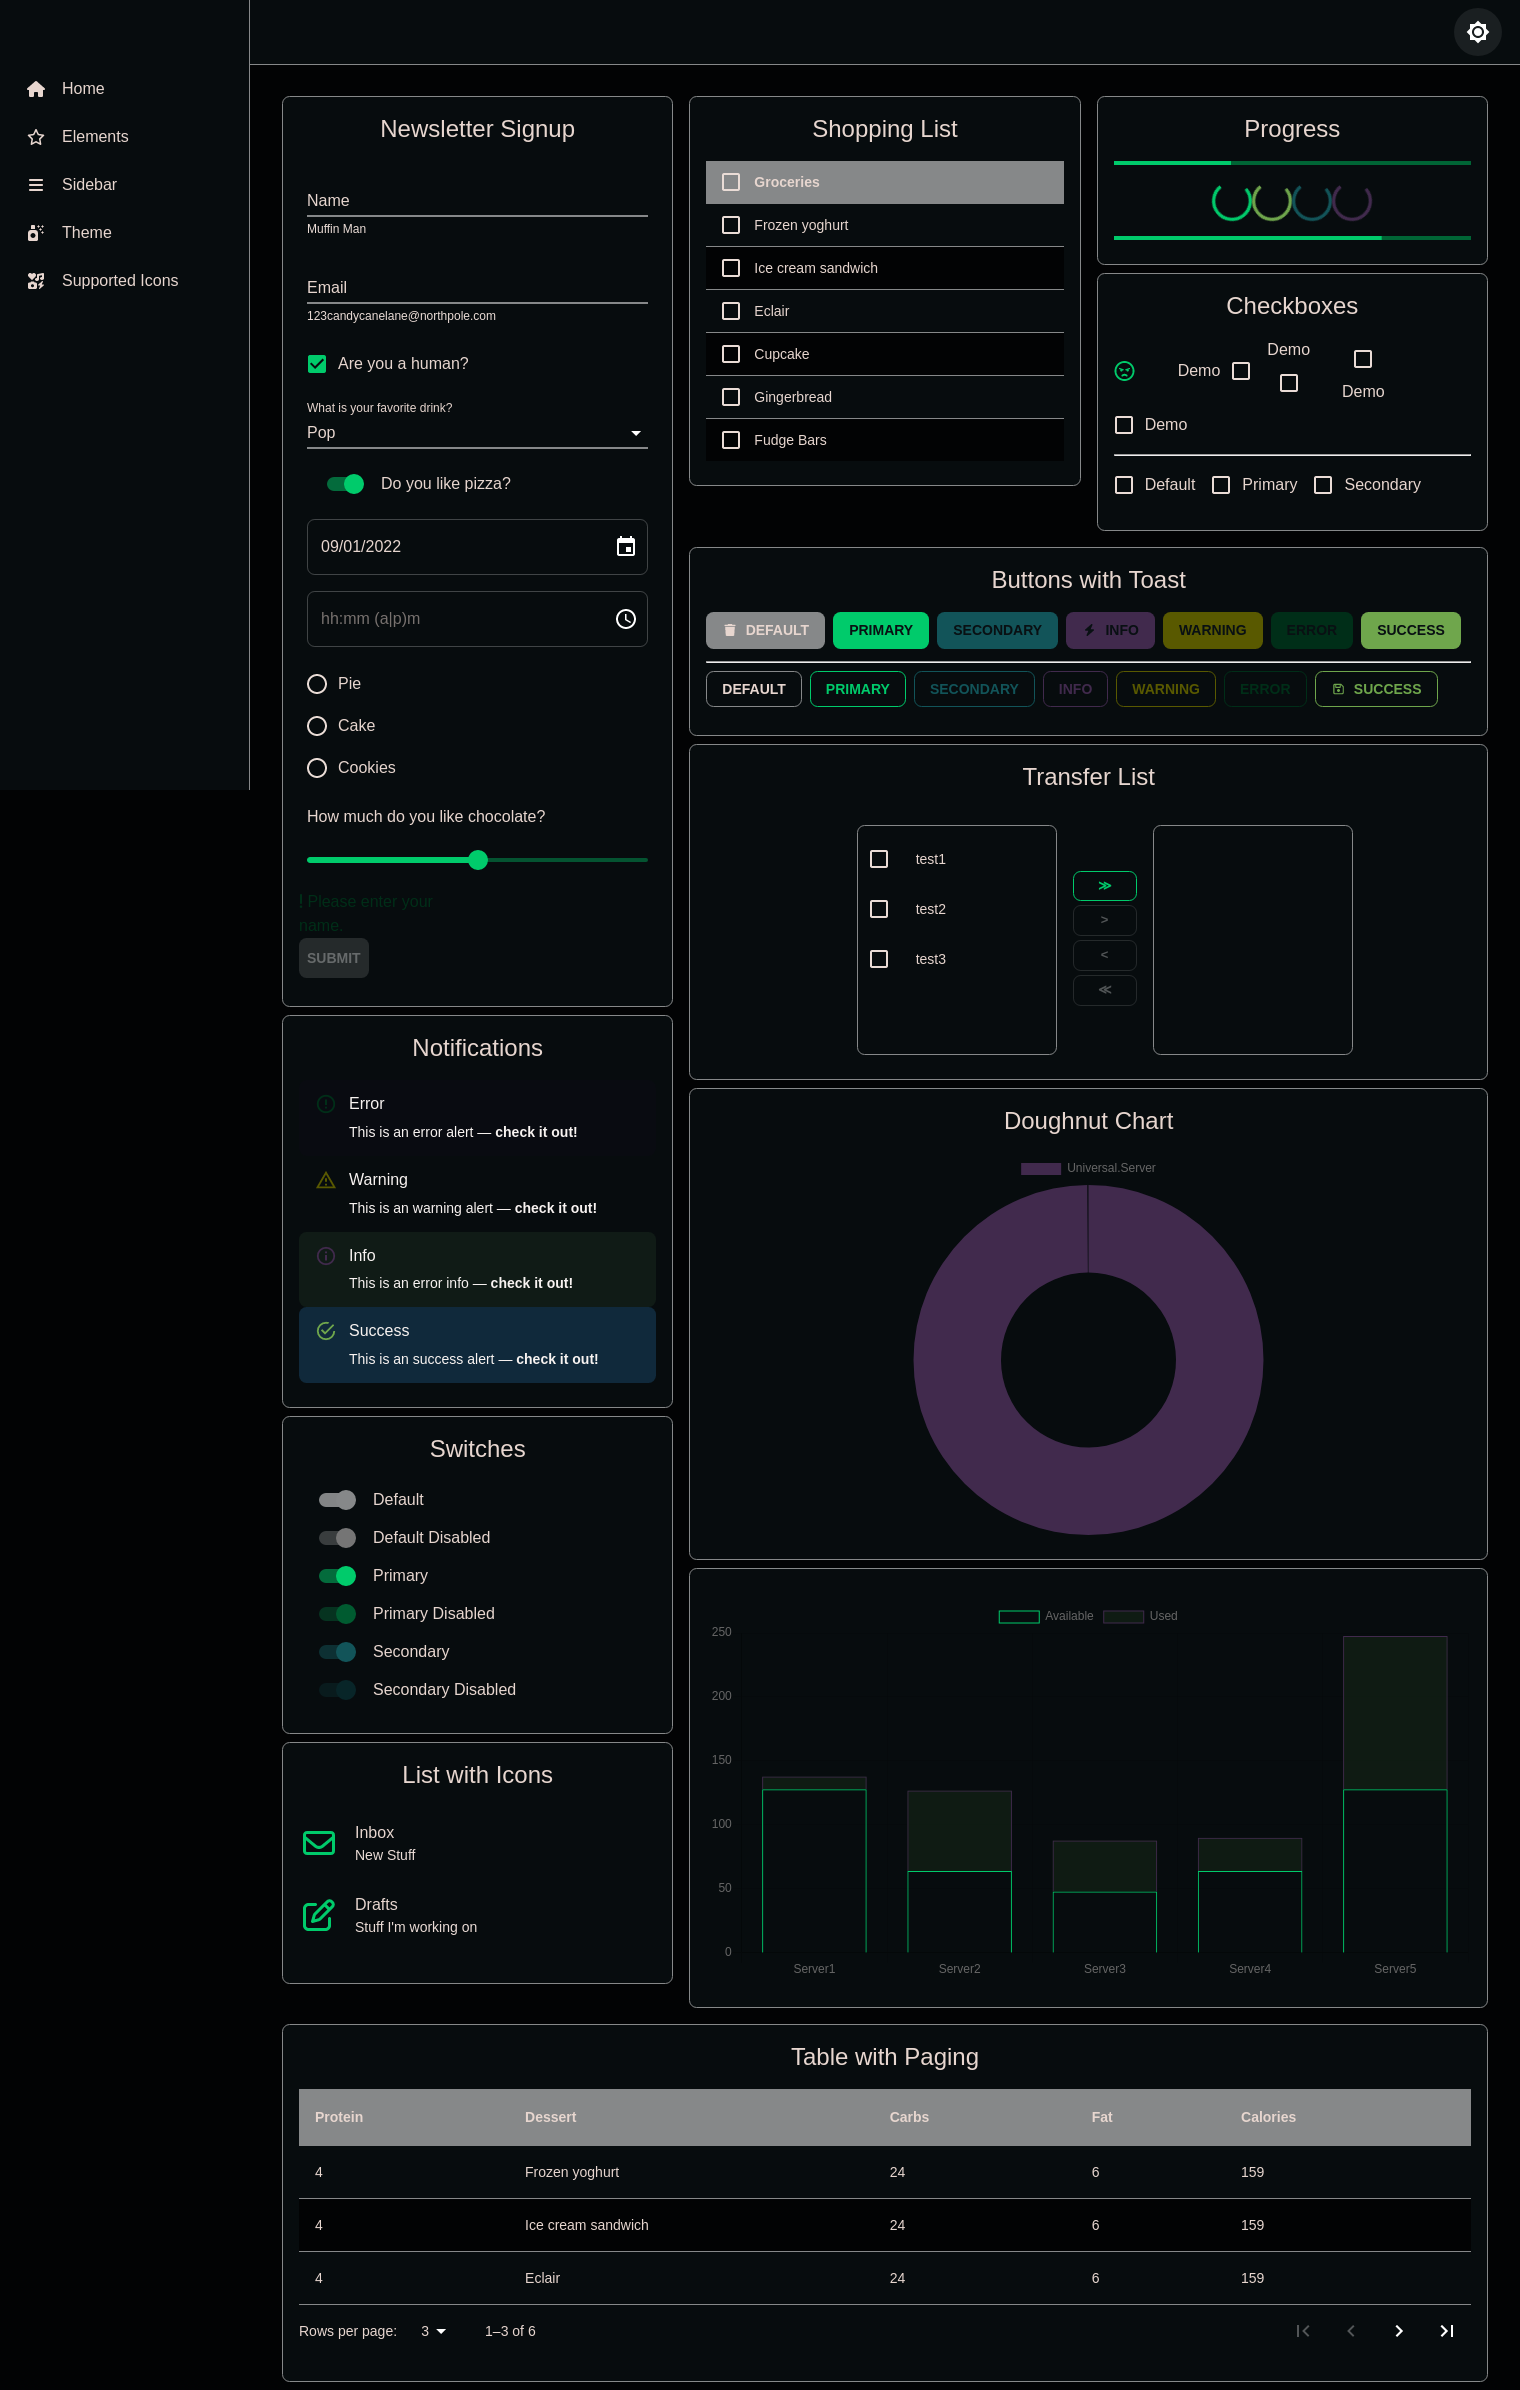 Home
Elements
Sidebar
Theme
Supported Icons
Newsletter Signup
Name
Muffin Man
Email
123candycanelane@northpole.com
Are you a human?
What is your favorite drink?
Pop
Do you like pizza?
09/01/2022
hh:mm (a|p)m
Pie
Cake
Cookies
How much do you like chocolate?
! Please enter your
name.
SUBMIT
Notifications
Error
This is an error alert — check it out!
Warning
This is an warning alert — check it out!
Info
This is an error info — check it out!
Success
This is an success alert — check it out!
Switches
Default
Default Disabled
Primary
Primary Disabled
Secondary
Secondary Disabled
List with Icons
Inbox
New Stuff
Drafts
Stuff I'm working on
Shopping List
Groceries
Frozen yoghurt
Ice cream sandwich
Eclair
Cupcake
Gingerbread
Fudge Bars
Progress
Checkboxes
Demo
Demo
Demo
Demo
Default Primary Secondary
Buttons with Toast
DEFAULT PRIMARY SECONDARY INFO WARNING ERROR SUCCESS
DEFAULT PRIMARY SECONDARY INFO WARNING ERROR SUCCESS
Transfer List
test1
test2
test3
≫
>
<
≪
Doughnut Chart
Universal.Server
Available Used
250
200
150
100
50
0
Server1 Server2 Server3 Server4 Server5
Table with Paging
Protein Dessert Carbs Fat Calories
4 Frozen yoghurt 24 6 159
4 Ice cream sandwich 24 6 159
4 Eclair 24 6 159
Rows per page: 3 1–3 of 6